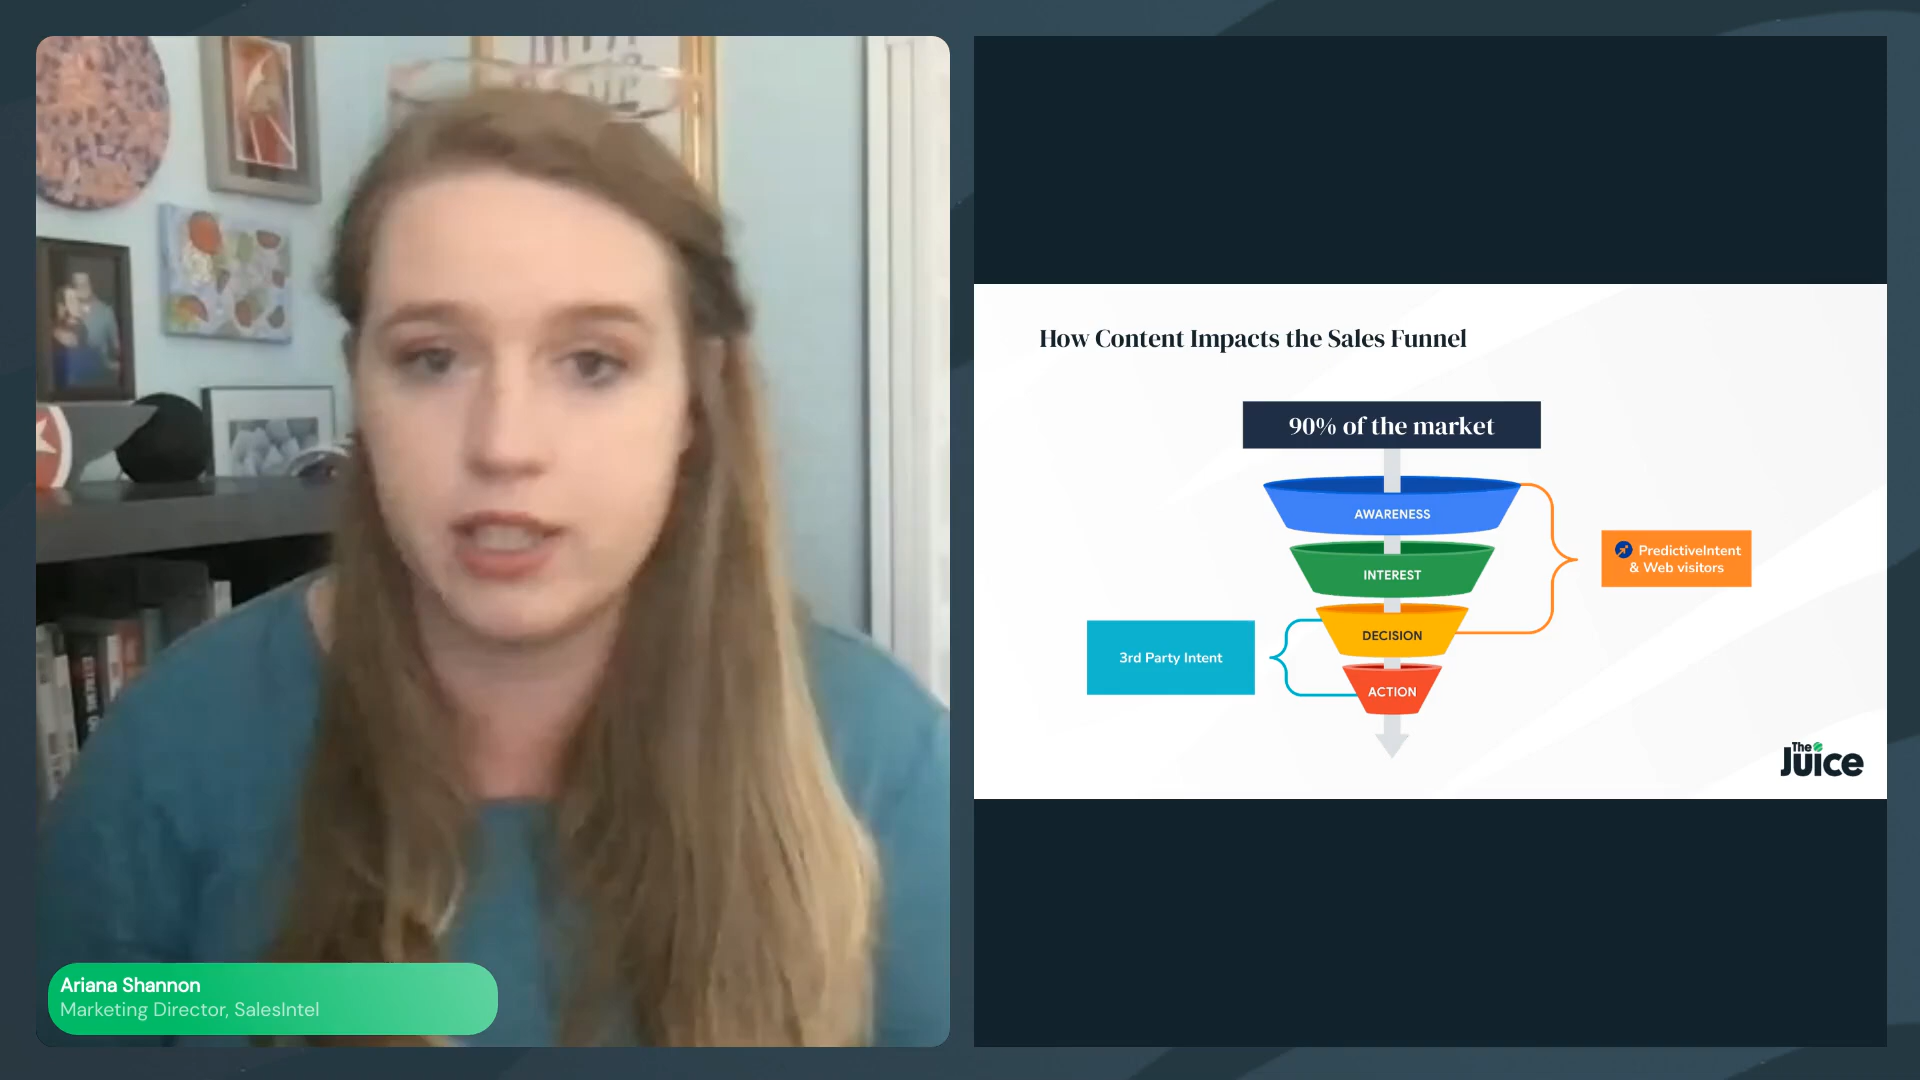 Ariana Shannon
Marketing Director, SalesIntel
How Content Impacts the Sales Funnel
90% of the market
AWARENESS
INTEREST
DECISION
ACTION
PredictiveIntent
& Web visitors
3rd Party Intent
The
Juice
EXTREME